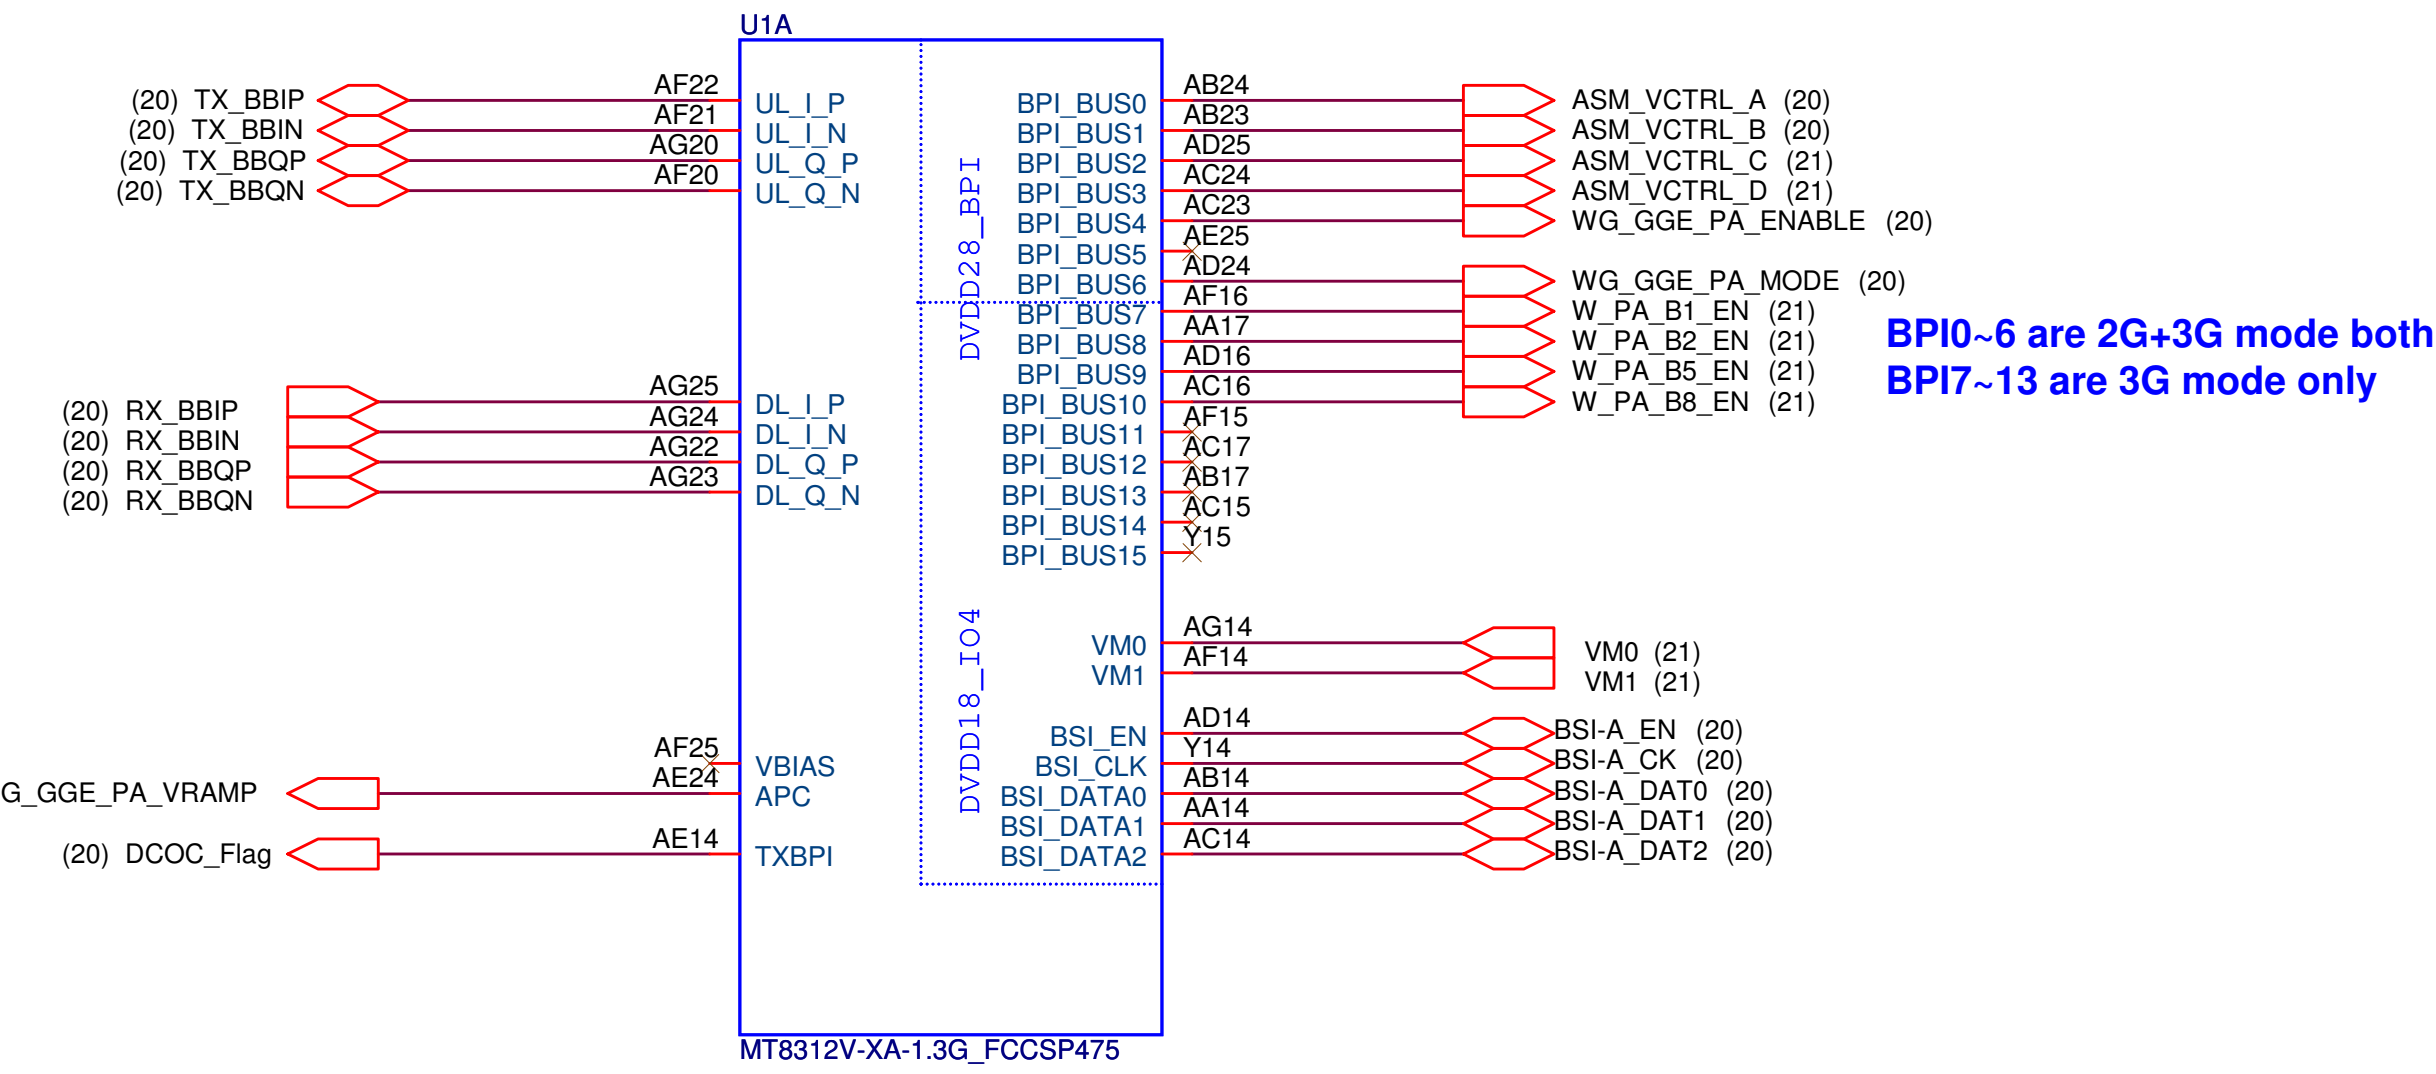 U1A
(20) TX_BBIP AF22 UL_I_P
(20) TX_BBIN AF21 UL_I_N
(20) TX_BBQP AG20 UL_Q_P
(20) TX_BBQN AF20 UL_Q_N
(20) RX_BBIP AG25 DL_I_P
(20) RX_BBIN AG24 DL_I_N
(20) RX_BBQP AG22 DL_Q_P
(20) RX_BBQN AG23 DL_Q_N
AF25 VBIAS
G_GGE_PA_VRAMP AE24 APC
(20) DCOC_Flag AE14 TXBPI
DVDD28_BPI
DVDD18_IO4
BPI_BUS0 AB24 ASM_VCTRL_A (20)
BPI_BUS1 AB23 ASM_VCTRL_B (20)
BPI_BUS2 AD25 ASM_VCTRL_C (21)
BPI_BUS3 AC24 ASM_VCTRL_D (21)
BPI_BUS4 AC23 WG_GGE_PA_ENABLE (20)
BPI_BUS5 AE25
BPI_BUS6 AD24 WG_GGE_PA_MODE (20)
BPI_BUS7 AF16 W_PA_B1_EN (21)
BPI_BUS8 AA17 W_PA_B2_EN (21)
BPI_BUS9 AD16 W_PA_B5_EN (21)
BPI_BUS10 AC16 W_PA_B8_EN (21)
BPI_BUS11 AF15
BPI_BUS12 AC17
BPI_BUS13 AB17
BPI_BUS14 AC15
BPI_BUS15 Y15
VM0 AG14 VM0 (21)
VM1 AF14 VM1 (21)
BSI_EN AD14 BSI-A_EN (20)
BSI_CLK Y14 BSI-A_CK (20)
BSI_DATA0 AB14 BSI-A_DAT0 (20)
BSI_DATA1 AA14 BSI-A_DAT1 (20)
BSI_DATA2 AC14 BSI-A_DAT2 (20)
BPI0~6 are 2G+3G mode both
BPI7~13 are 3G mode only
MT8312V-XA-1.3G_FCCSP475